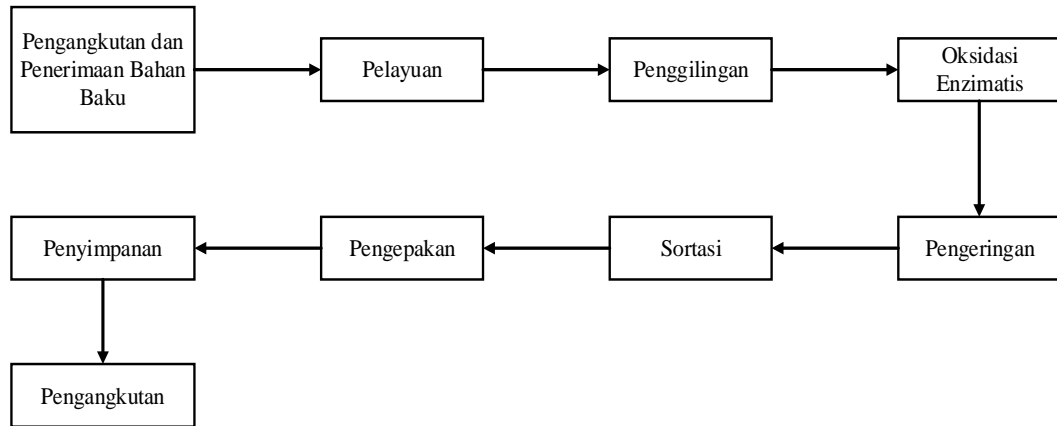 Pengangkutan dan
Penerimaan Bahan
Baku
Pelayuan
Penggilingan
Oksidasi
Enzimatis
Pengeringan
Sortasi
Pengepakan
Penyimpanan
Pengangkutan